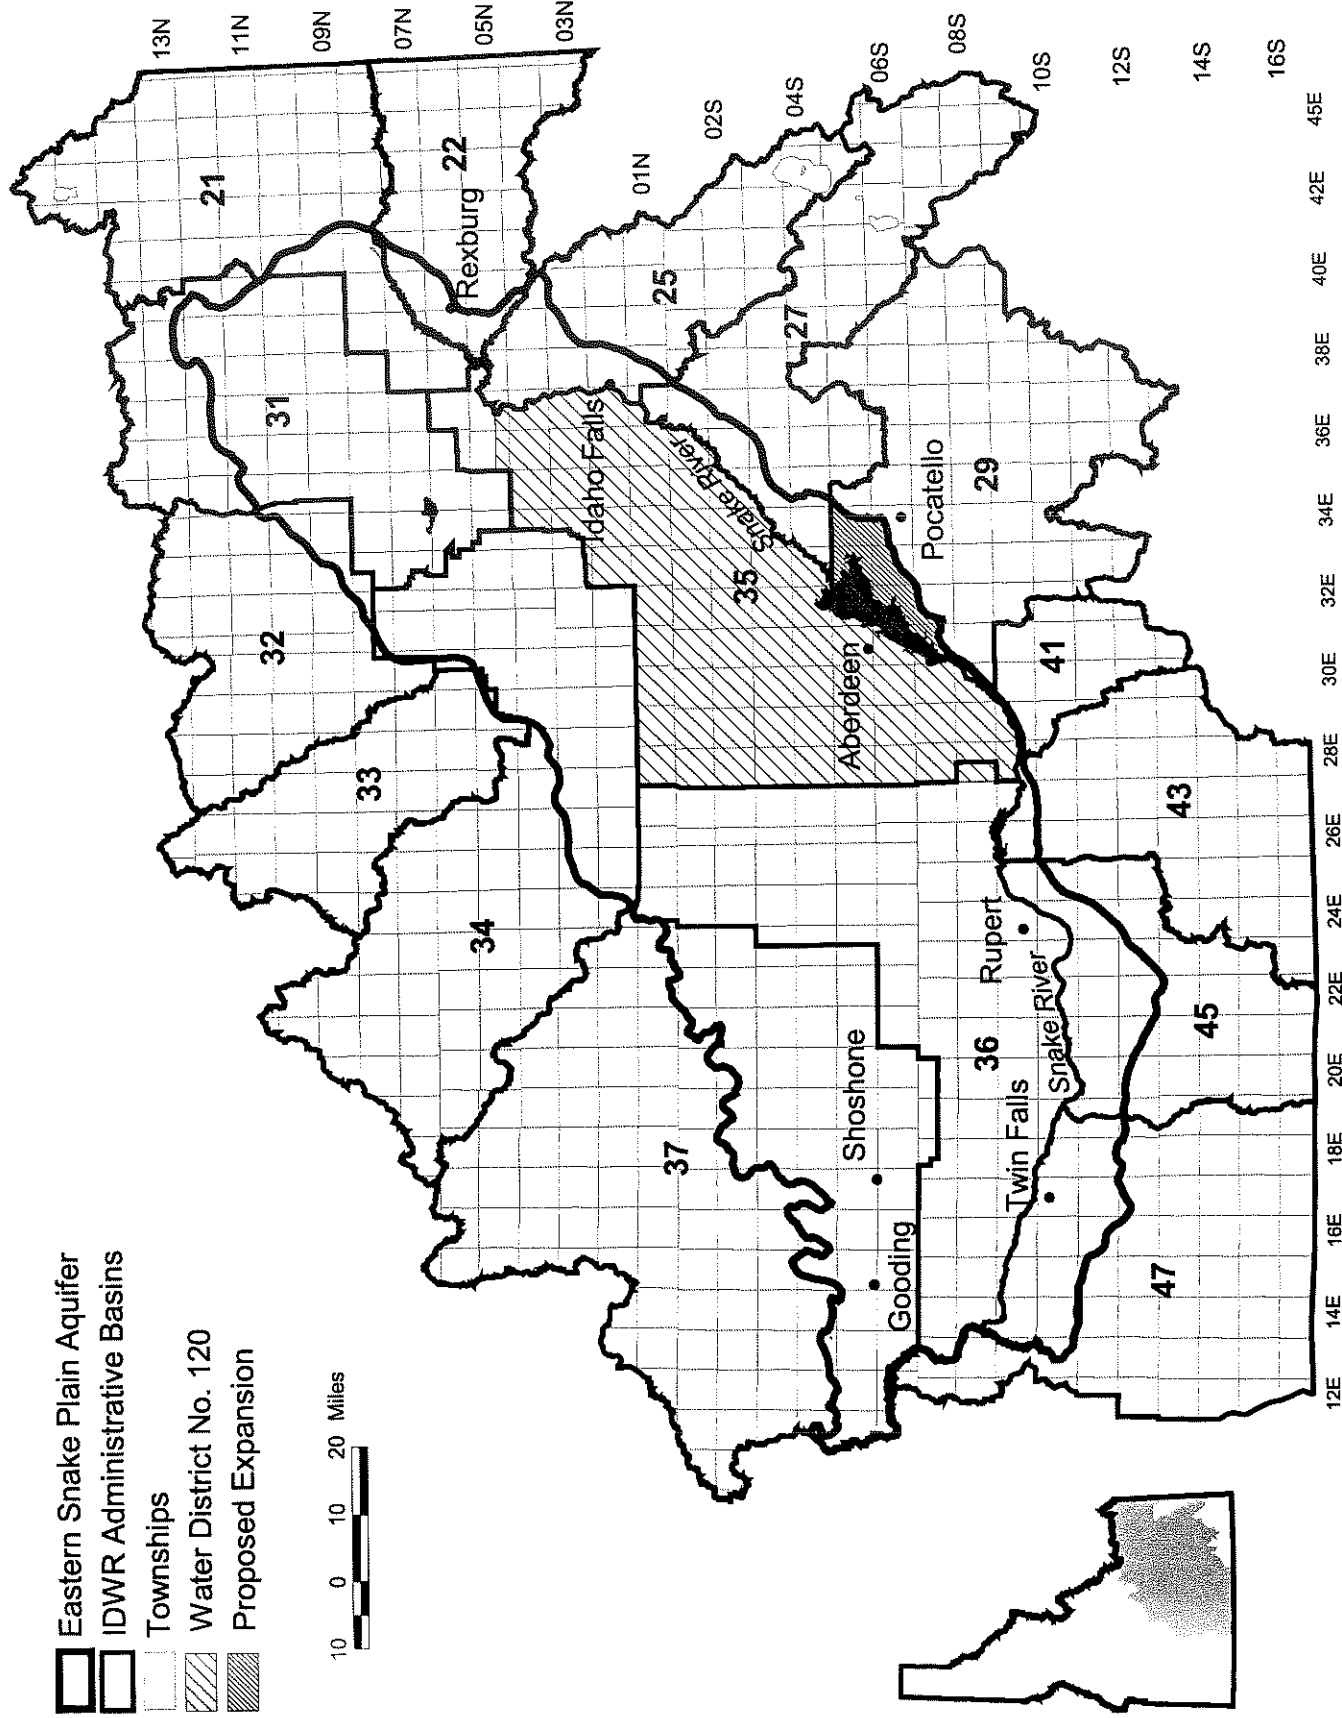 Eastern Snake Plain Aquifer
IDWR Administrative Basins
Townships
Water District No. 120
Proposed Expansion
10 0 10 20 Miles
13N
11N
09N
07N
05N
03N
01N
02S
04S
06S
08S
10S
12S
14S
16S
21
22
Rexburg
31
32
33
34
25
27
Idaho Falls
Snake River
35
37
Pocatello
29
Aberdeen
41
Shoshone
Gooding
Rupert
36
Snake River
Twin Falls
43
45
47
12E 14E 16E 18E 20E 22E 24E 26E 28E 30E 32E 34E 36E 38E 40E 42E 45E